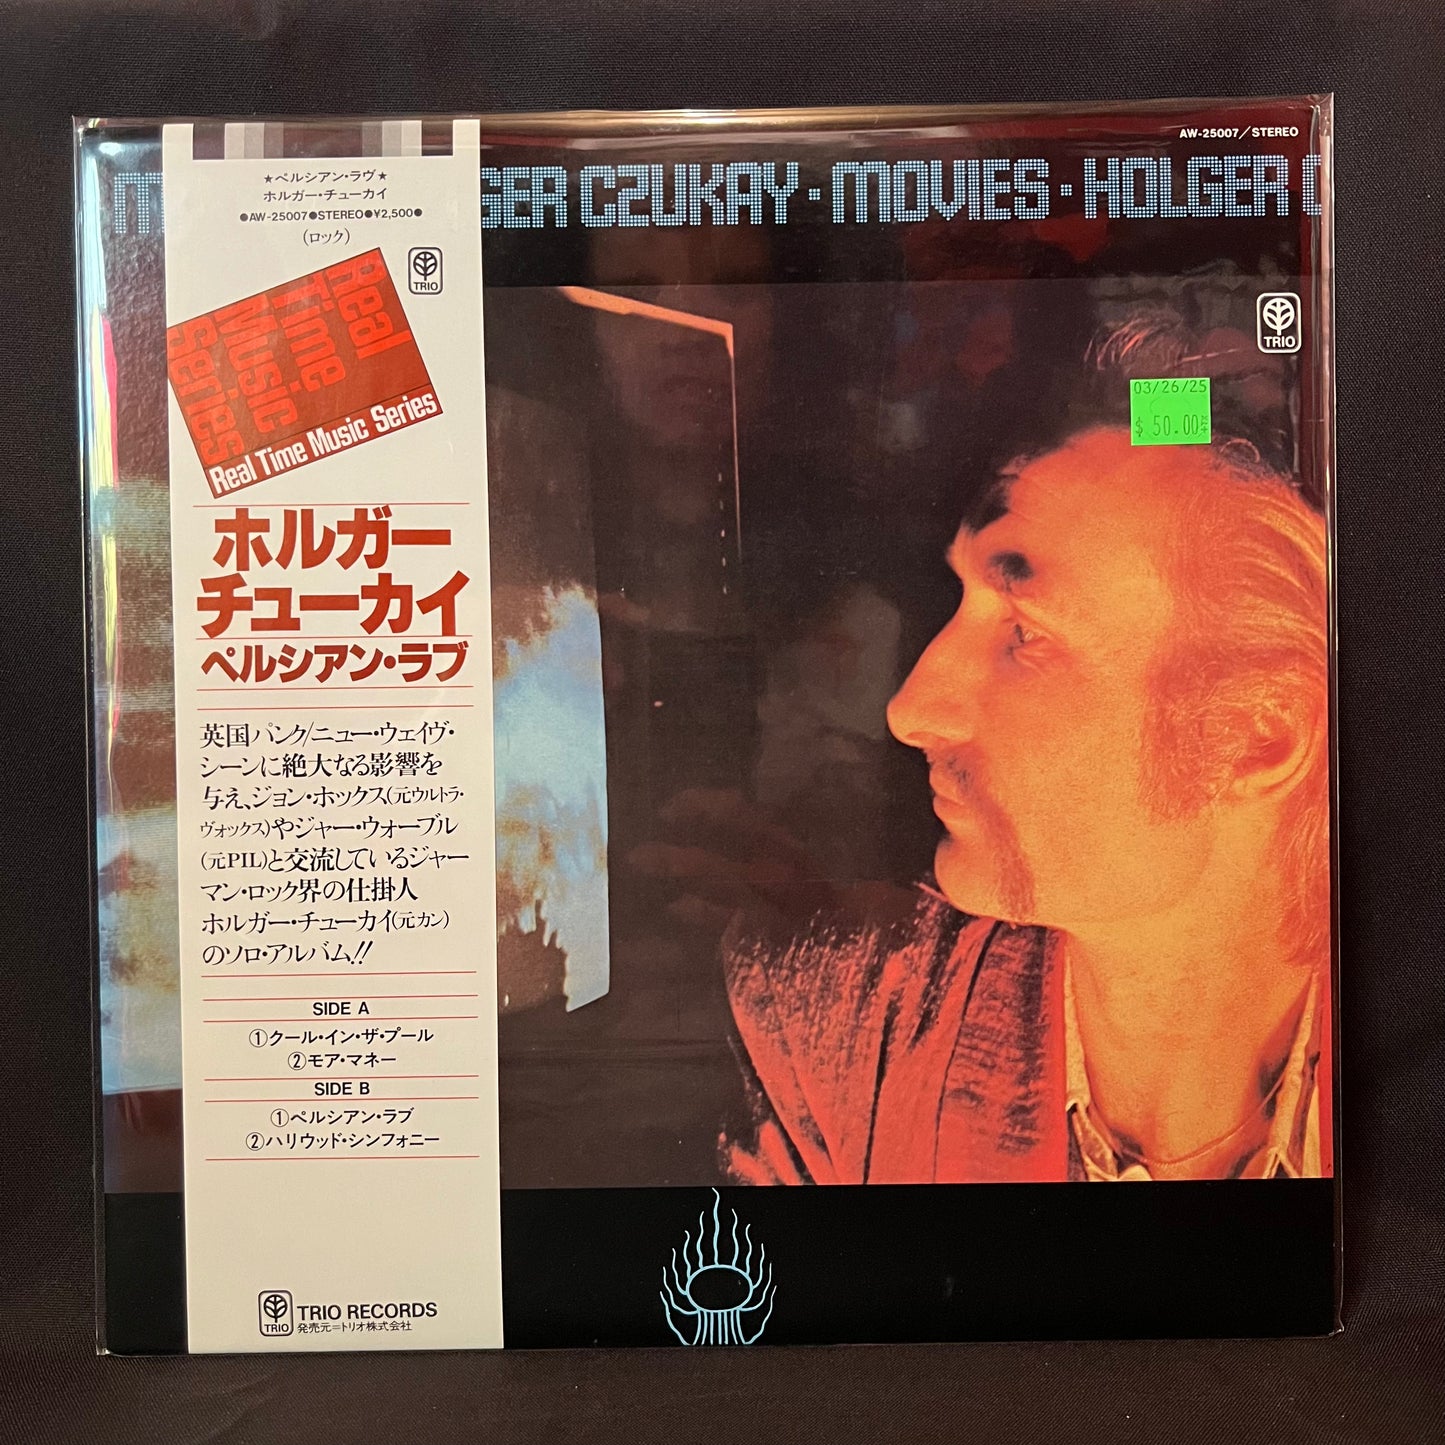 AW-25007/STEREO
M GER CZUKAY・MOVIES・HOLGER C
★ペルシアン・ラヴ★
ホルガー・チューカイ
●AW-25007●STEREO●¥2,500●
(ロック)
TRIO
Real
Time
Music
Series
Real Time Music Series
TRIO
03/26/25
$ 50.00
ホルガー
チューカイ
ペルシアン・ラブ
英国パンク/ニュー・ウェイヴ・
シーンに絶大なる影響を
与え、ジョン・ホックス(元ウルトラ・
ヴォックス)やジャー・ウォーブル
(元PIL)と交流しているジャー
マン・ロック界の仕掛人
ホルガー・チューカイ(元カン)
のソロ・アルバム!!
SIDE A
①クール・イン・ザ・プール
②モア・マネー
SIDE B
①ペルシアン・ラブ
②ハリウッド・シンフォニー
TRIO
TRIO RECORDS
発売元=トリオ株式会社